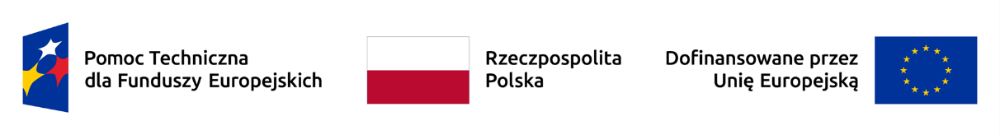 Pomoc Techniczna
dla Funduszy Europejskich
Rzeczpospolita
Polska
Dofinansowane przez
Unię Europejską